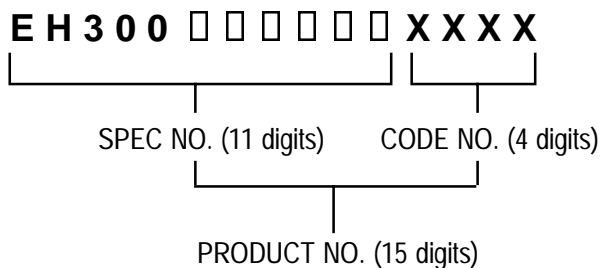 EH300 □□□□□□ XXXX
SPEC NO. (11 digits) CODE NO. (4 digits)
PRODUCT NO. (15 digits)